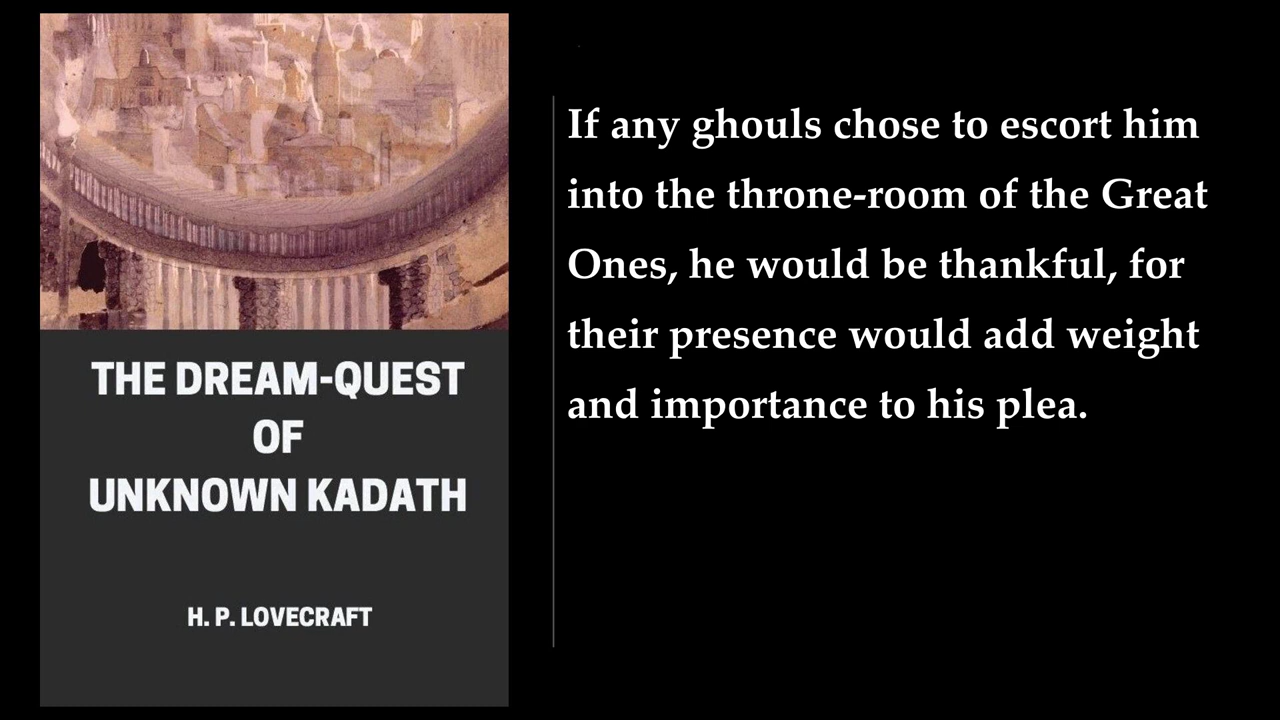 THE DREAM-QUEST
OF
UNKNOWN KADATH
H. P. LOVECRAFT
If any ghouls chose to escort him
into the throne-room of the Great
Ones, he would be thankful, for
their presence would add weight
and importance to his plea.